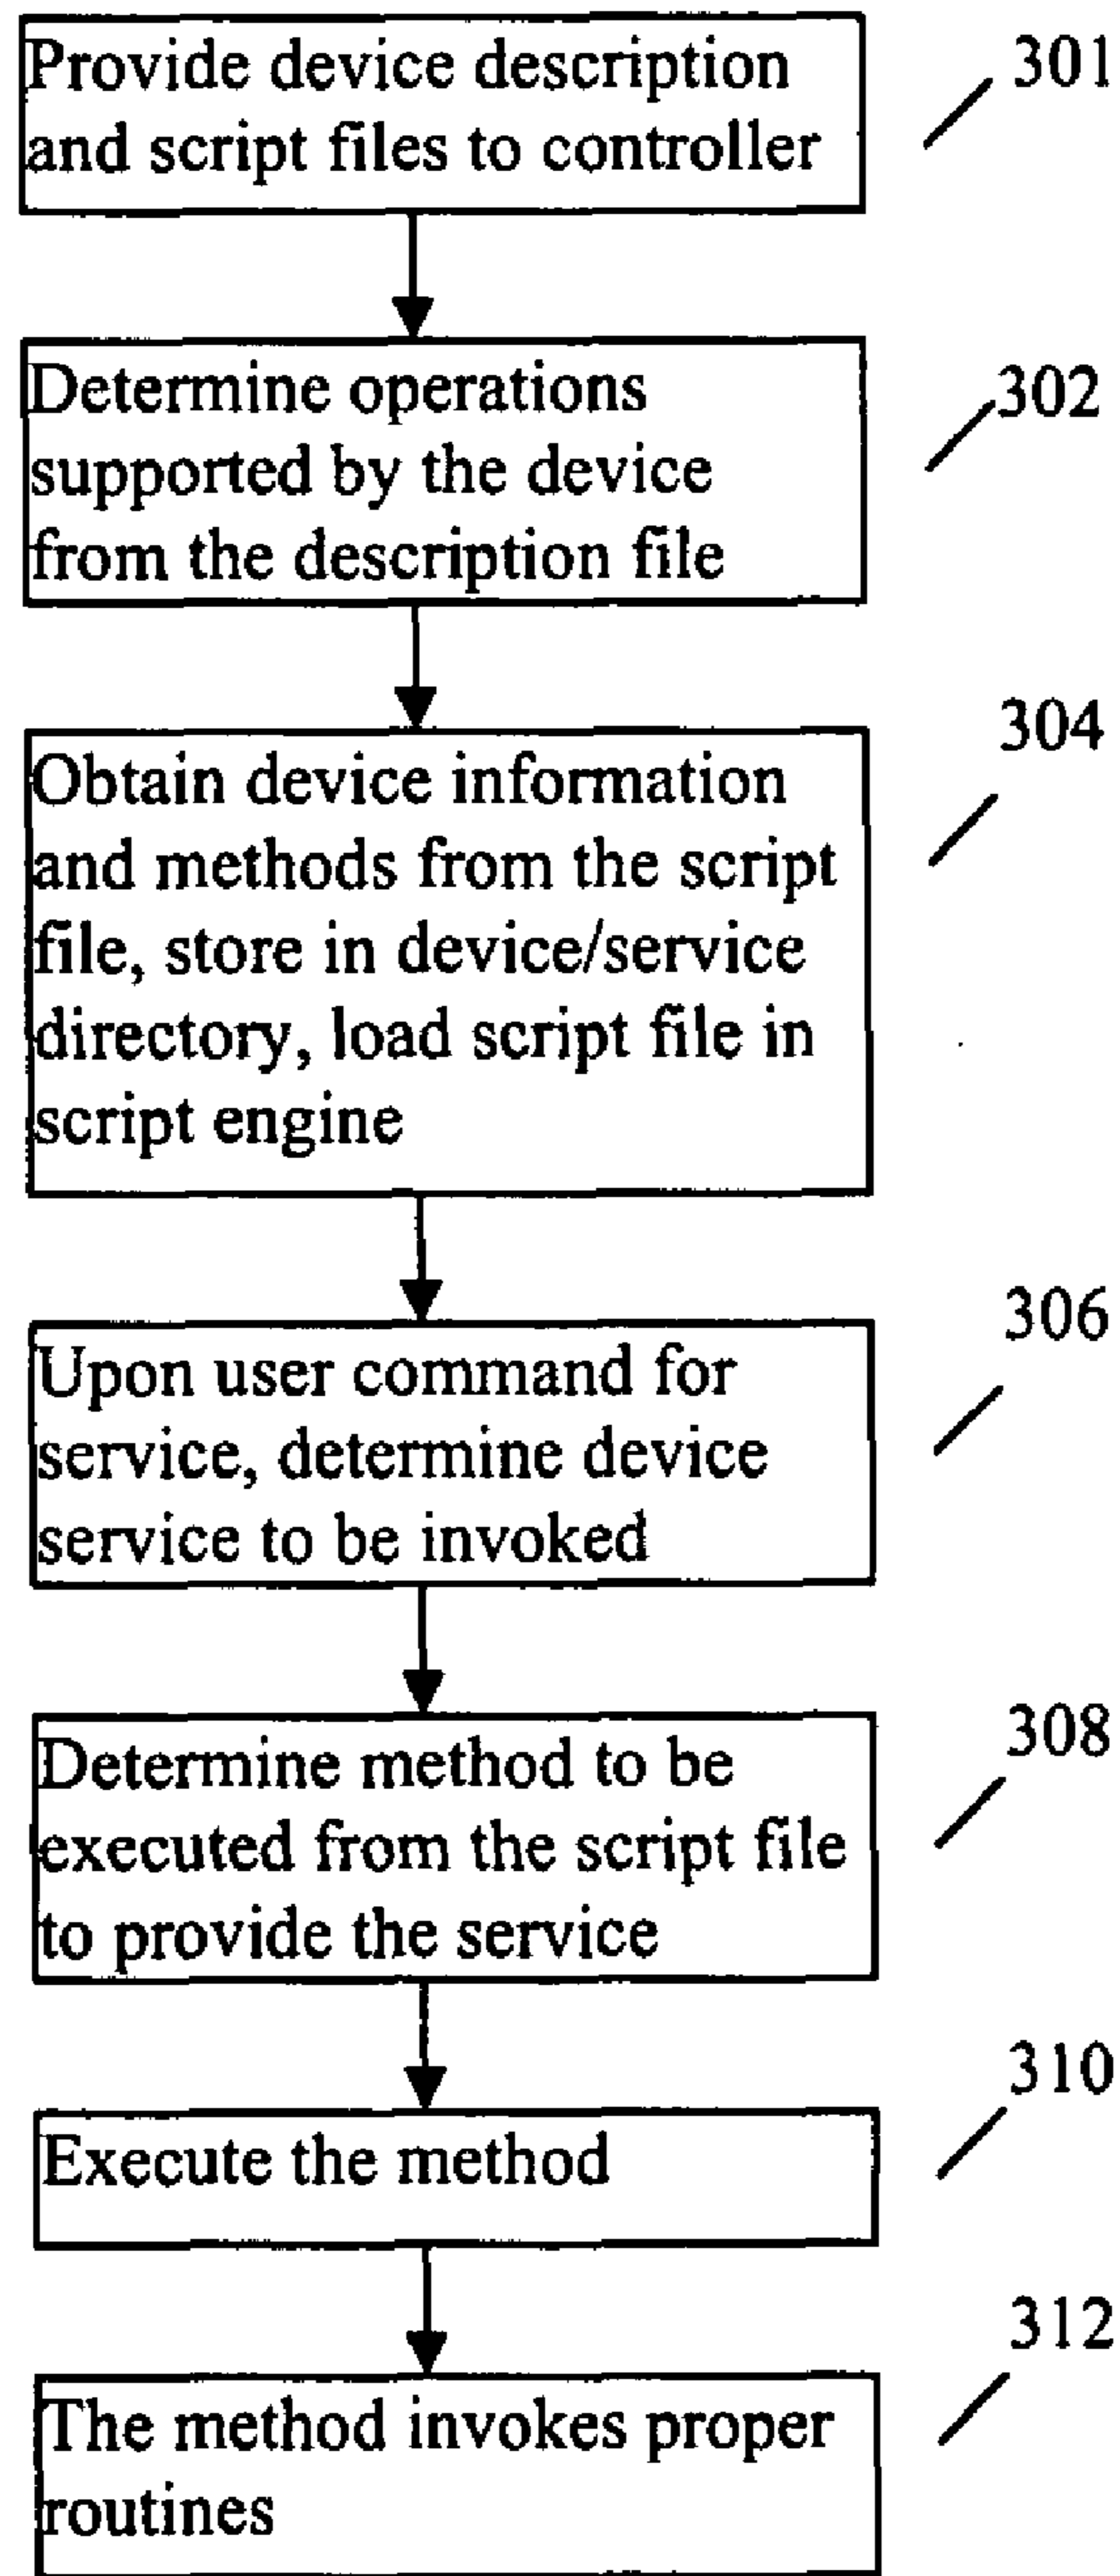 Provide device description
and script files to controller
301
Determine operations
supported by the device
from the description file
302
Obtain device information
and methods from the script
file, store in device/service
directory, load script file in
script engine
304
Upon user command for
service, determine device
service to be invoked
306
Determine method to be
executed from the script file
to provide the service
308
Execute the method
310
The method invokes proper
routines
312